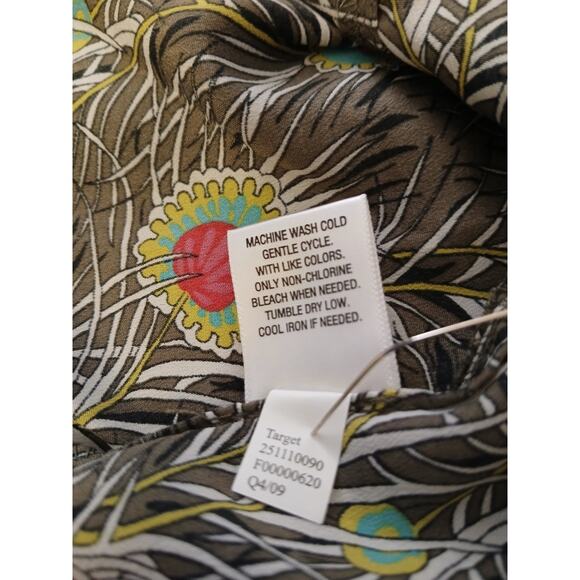 MACHINE WASH COLD
GENTLE CYCLE.
WITH LIKE COLORS.
ONLY NON-CHLORINE
BLEACH WHEN NEEDED.
TUMBLE DRY LOW.
COOL IRON IF NEEDED.
Target
251110090
F00000620
Q4/09